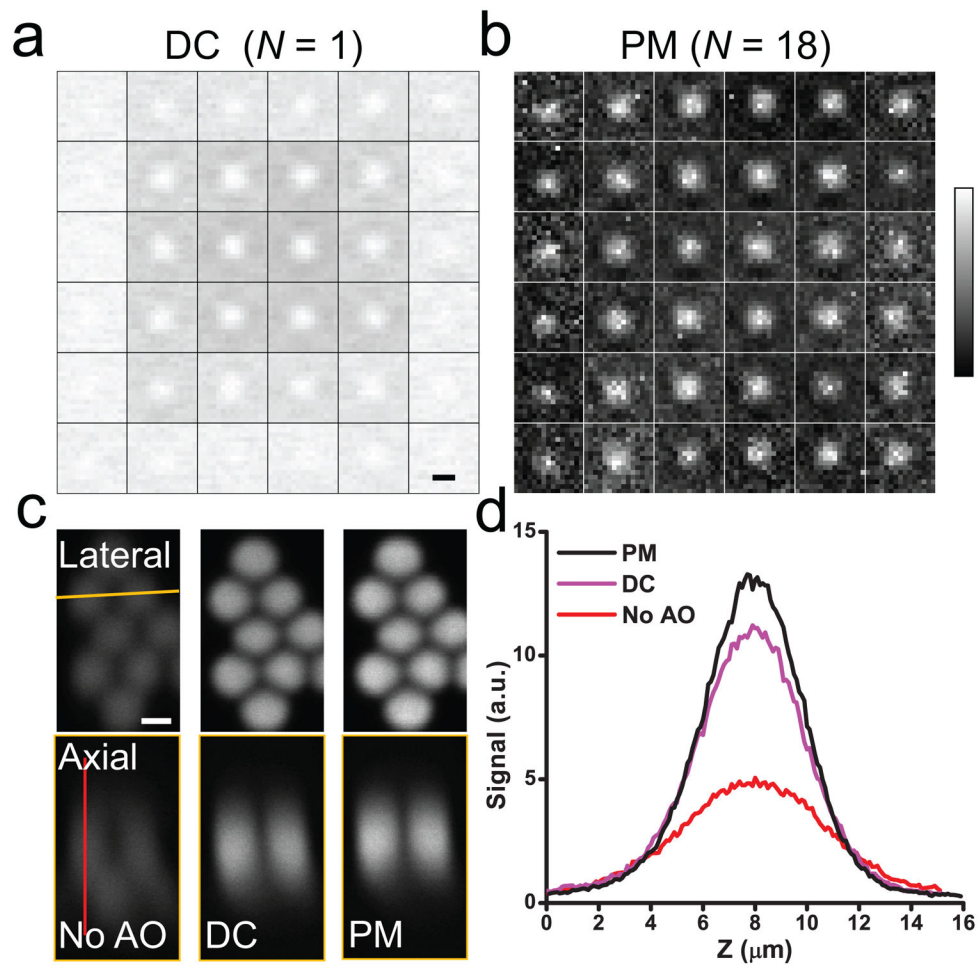 a
DC (N = 1)
b
PM (N = 18)
c
Lateral
Axial
No AO
DC
PM
d
15
10
5
0
Signal (a.u.)
PM
DC
No AO
0 2 4 6 8 10 12 14 16
Z (μm)